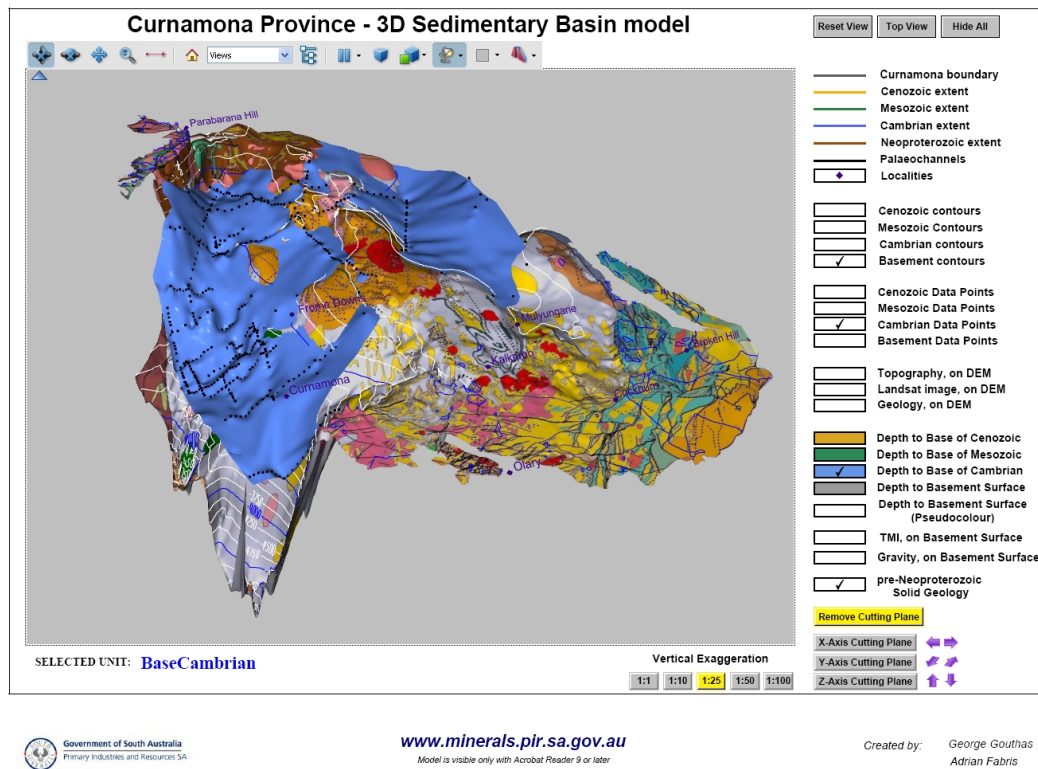 Curnamona Province - 3D Sedimentary Basin model
Views
Reset View
Top View
Hide All
Curnamona boundary
Cenozoic extent
Mesozoic extent
Cambrian extent
Neoproterozoic extent
Palaeochannels
Localities
Cenozoic contours
Mesozoic Contours
Cambrian contours
Basement contours
Cenozoic Data Points
Mesozoic Data Points
Cambrian Data Points
Basement Data Points
Topography, on DEM
Landsat image, on DEM
Geology, on DEM
Depth to Base of Cenozoic
Depth to Base of Mesozoic
Depth to Base of Cambrian
Depth to Basement Surface
Depth to Basement Surface
(Pseudocolour)
TMI, on Basement Surface
Gravity, on Basement Surface
pre-Neoproterozoic
Solid Geology
Remove Cutting Plane
X-Axis Cutting Plane
Y-Axis Cutting Plane
Z-Axis Cutting Plane
Parabarana Hill
Frome Downs
Mulyungarie
Broken Hill
Kalkaroo
Curnamona
Cockburn
Olary
SELECTED UNIT: BaseCambrian
Vertical Exaggeration
1:1 1:10 1:25 1:50 1:100
Government of South Australia
Primary Industries and Resources SA
www.minerals.pir.sa.gov.au
Model is visible only with Acrobat Reader 9 or later
Created by: George Gouthas
Adrian Fabris